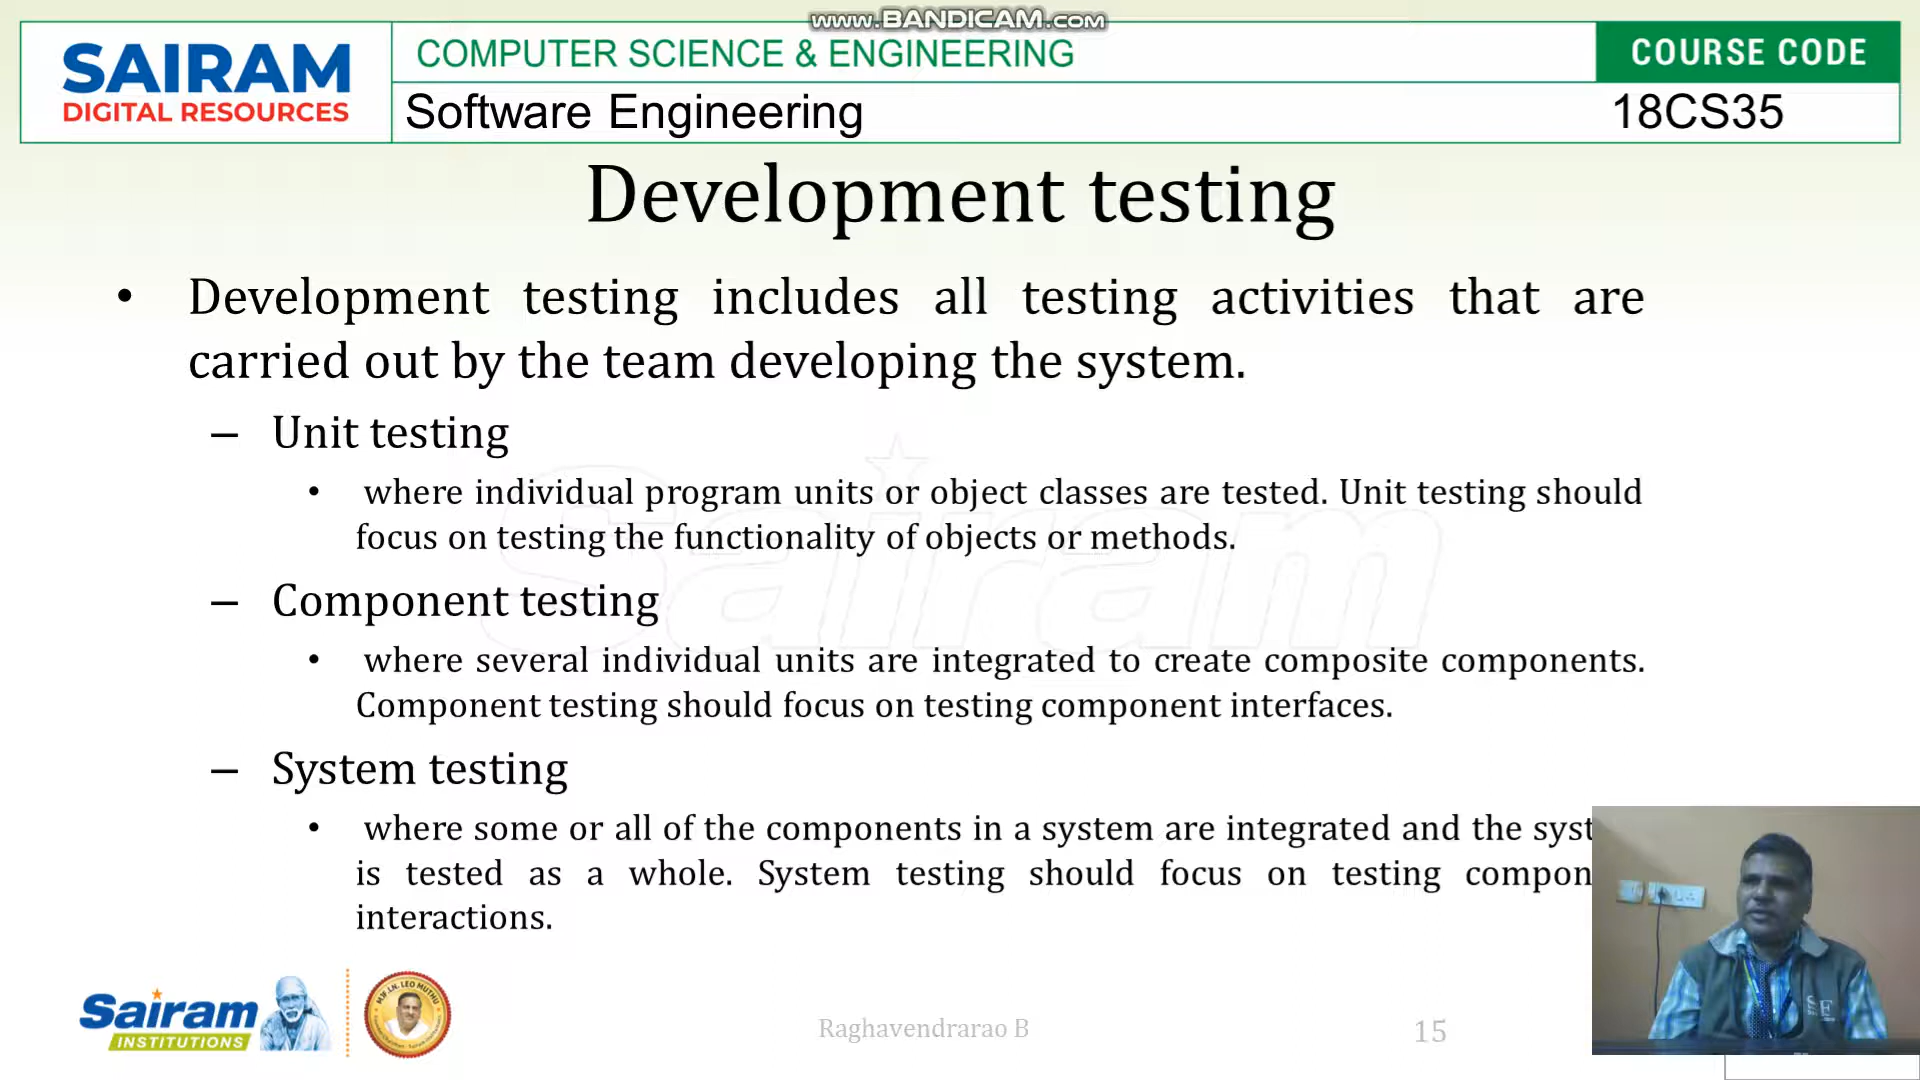 www.BANDICAM.com
SAIRAM
DIGITAL RESOURCES
COMPUTER SCIENCE & ENGINEERING
COURSE CODE
Software Engineering
18CS35
Development testing
• Development testing includes all testing activities that are
carried out by the team developing the system.
– Unit testing
• where individual program units or object classes are tested. Unit testing should
focus on testing the functionality of objects or methods.
– Component testing
• where several individual units are integrated to create composite components.
Component testing should focus on testing component interfaces.
– System testing
• where some or all of the components in a system are integrated and the syst
is tested as a whole. System testing should focus on testing compon
interactions.
Sairam
Sairam
INSTITUTIONS
MJF.LN. LEO MUTHU
Raghavendrarao B
15